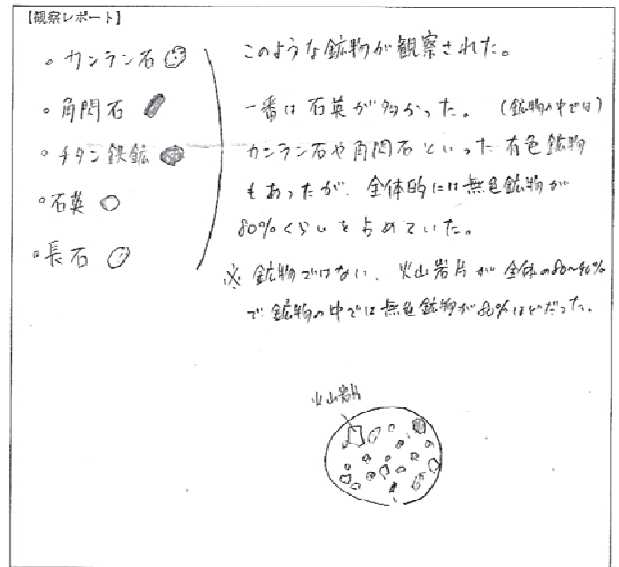 【観察レポート】
・カンラン石
・角閃石
・チタン鉄鉱
・石英
・長石
このような鉱物が観察された。
一番は石英が多かった。(鉱物の中では)
カンラン石や角閃石といった有色鉱物
もあったが、全体的には無色鉱物が
80%くらいを占めていた。
※鉱物ではない、火山岩片が全体の80〜90%
で鉱物の中では無色鉱物が80%ほどだった。
火山岩片